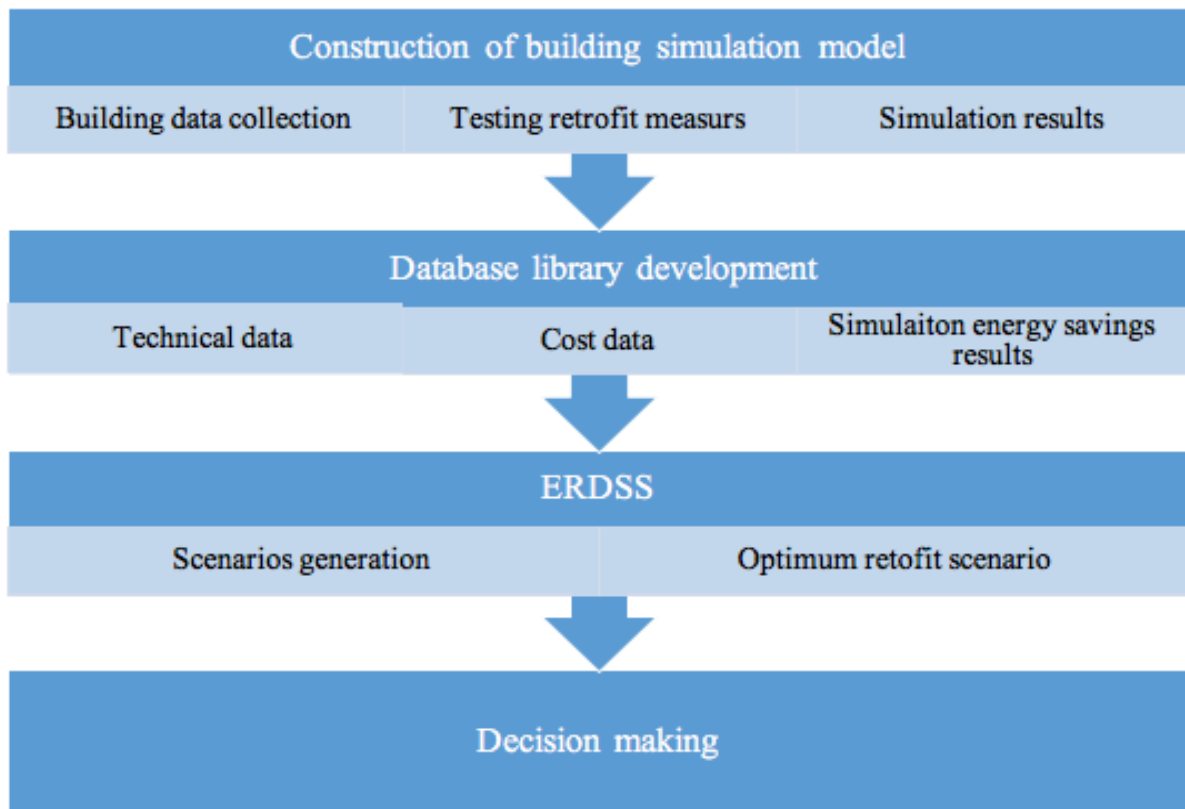 Construction of building simulation model
Building data collection
Testing retrofit measurs
Simulation results
Database library development
Technical data
Cost data
Simulaiton energy savings
results
ERDSS
Scenarios generation
Optimum retofit scenario
Decision making